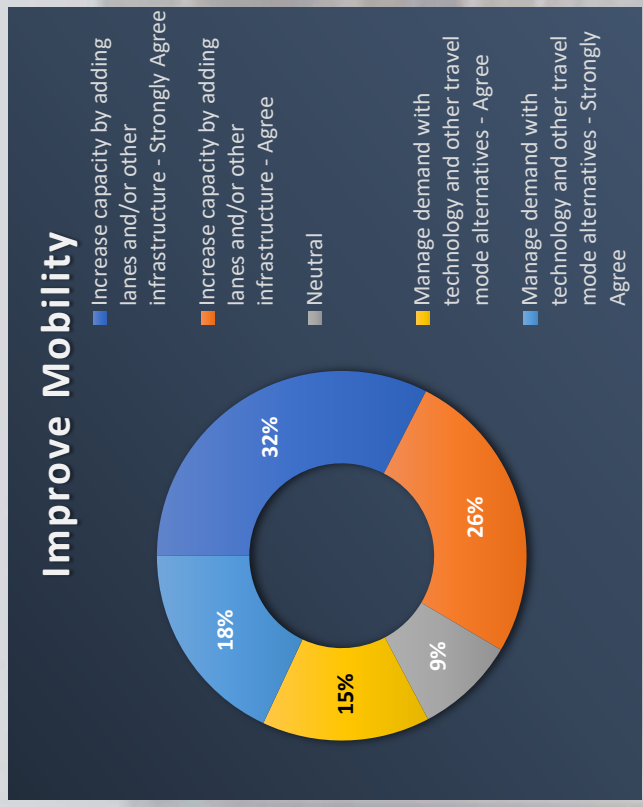 Improve Mobility
32%
26%
9%
15%
18%
Increase capacity by adding
lanes and/or other
infrastructure - Strongly Agree
Increase capacity by adding
lanes and/or other
infrastructure - Agree
Neutral
Manage demand with
technology and other travel
mode alternatives - Agree
Manage demand with
technology and other travel
mode alternatives - Strongly
Agree